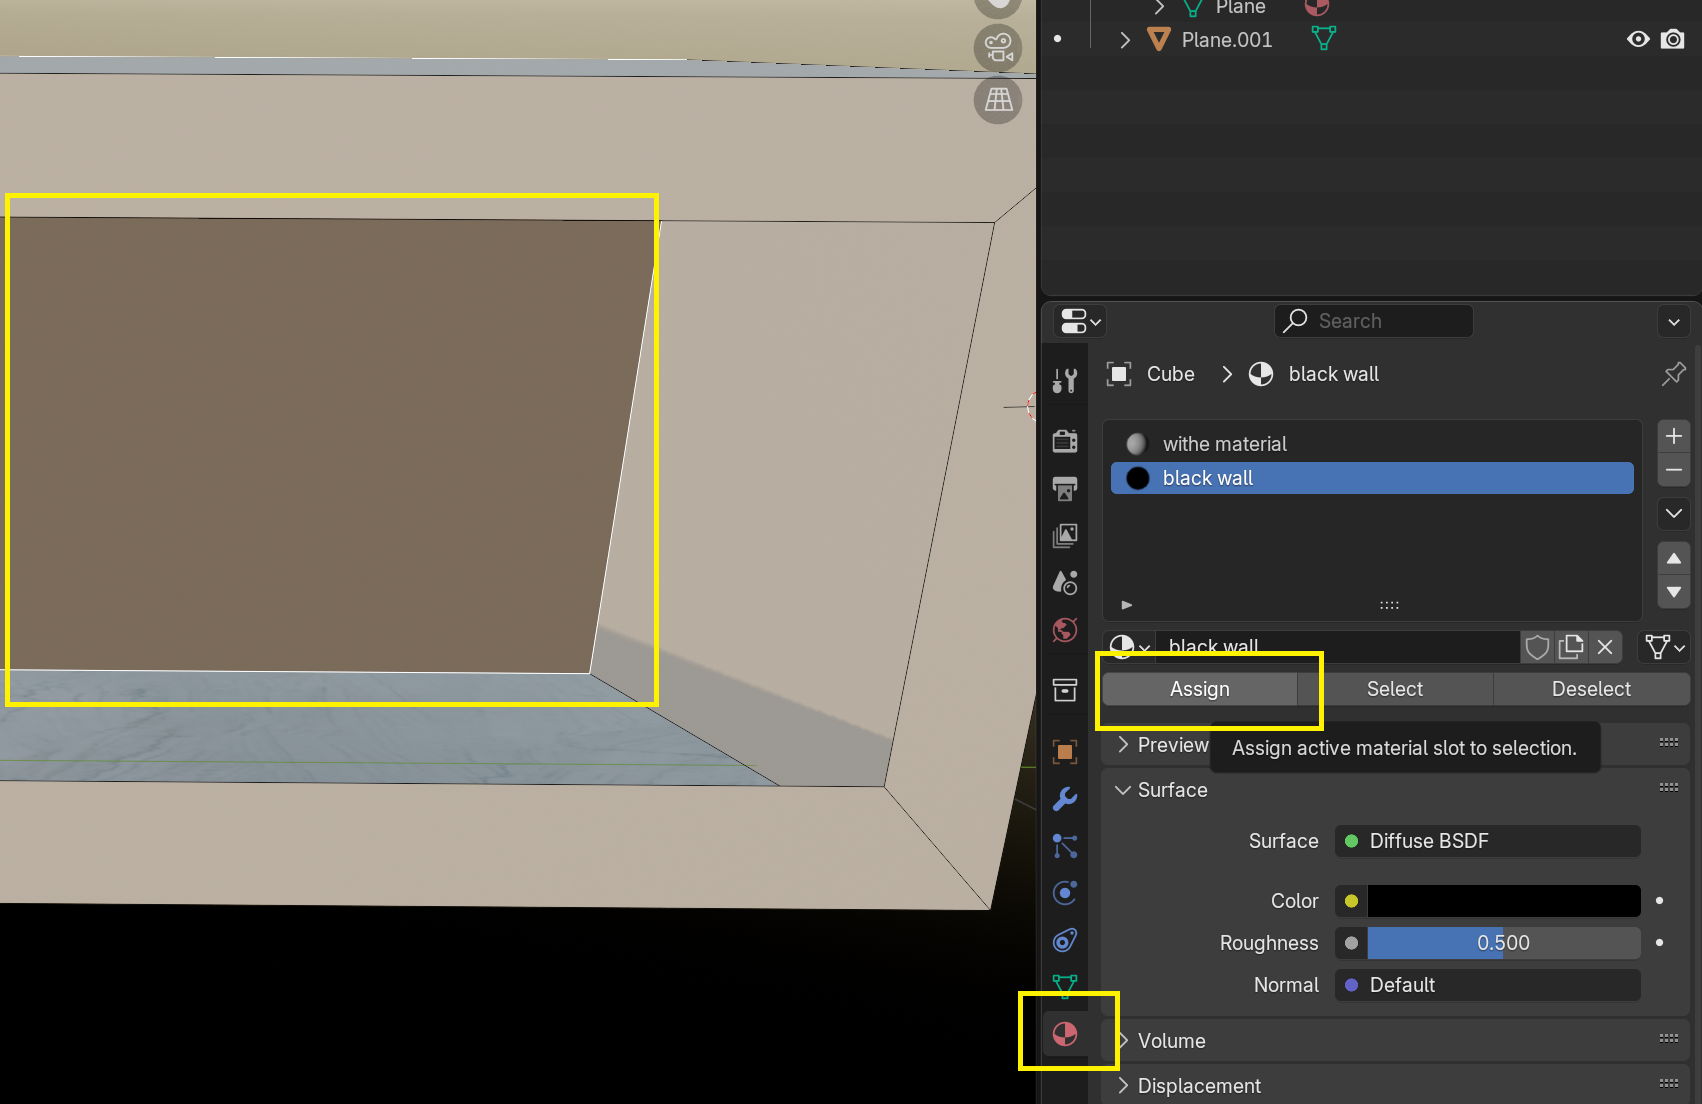 Plane
Plane.001
Search
Cube
black wall
withe material
black wall
black wall
Assign
Select
Deselect
Preview
Assign active material slot to selection.
Surface
Surface
Diffuse BSDF
Color
Roughness
0.500
Normal
Default
Volume
Displacement